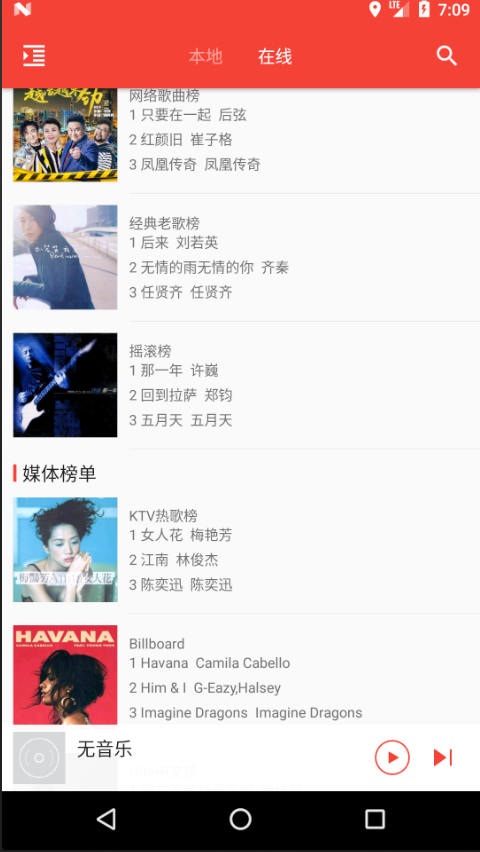 LTE 7:09
本地 在线
网络歌曲榜
1 只要在一起 后弦
2 红颜旧 崔子格
3 凤凰传奇 凤凰传奇
经典老歌榜
1 后来 刘若英
2 无情的雨无情的你 齐秦
3 任贤齐 任贤齐
摇滚榜
1 那一年 许巍
2 回到拉萨 郑钧
3 五月天 五月天
媒体榜单
KTV热歌榜
1 女人花 梅艳芳
2 江南 林俊杰
3 陈奕迅 陈奕迅
HAVANA
Billboard
1 Havana Camila Cabello
2 Him & I G-Eazy,Halsey
3 Imagine Dragons Imagine Dragons
无音乐